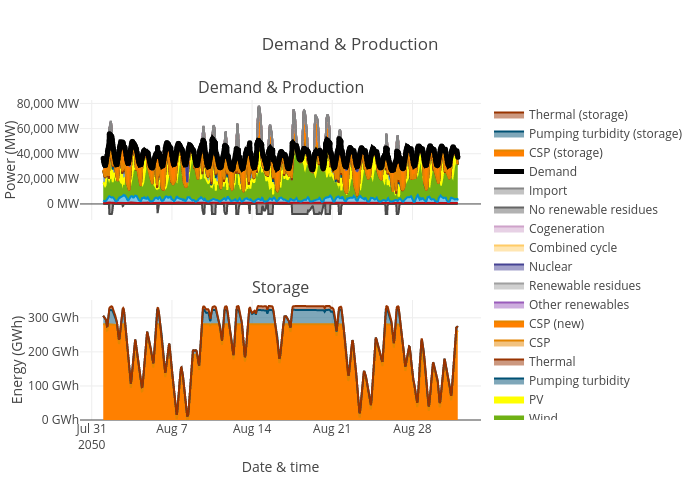 Demand & Production
Demand & Production
80,000 MW
60,000 MW
40,000 MW
20,000 MW
0 MW
Power (MW)
Storage
300 GWh
200 GWh
100 GWh
0 GWh
Energy (GWh)
Jul 31
2050
Aug 7
Aug 14
Aug 21
Aug 28
Date & time
Thermal (storage)
Pumping turbidity (storage)
CSP (storage)
Demand
Import
No renewable residues
Cogeneration
Combined cycle
Nuclear
Renewable residues
Other renewables
CSP (new)
CSP
Thermal
Pumping turbidity
PV
Wind